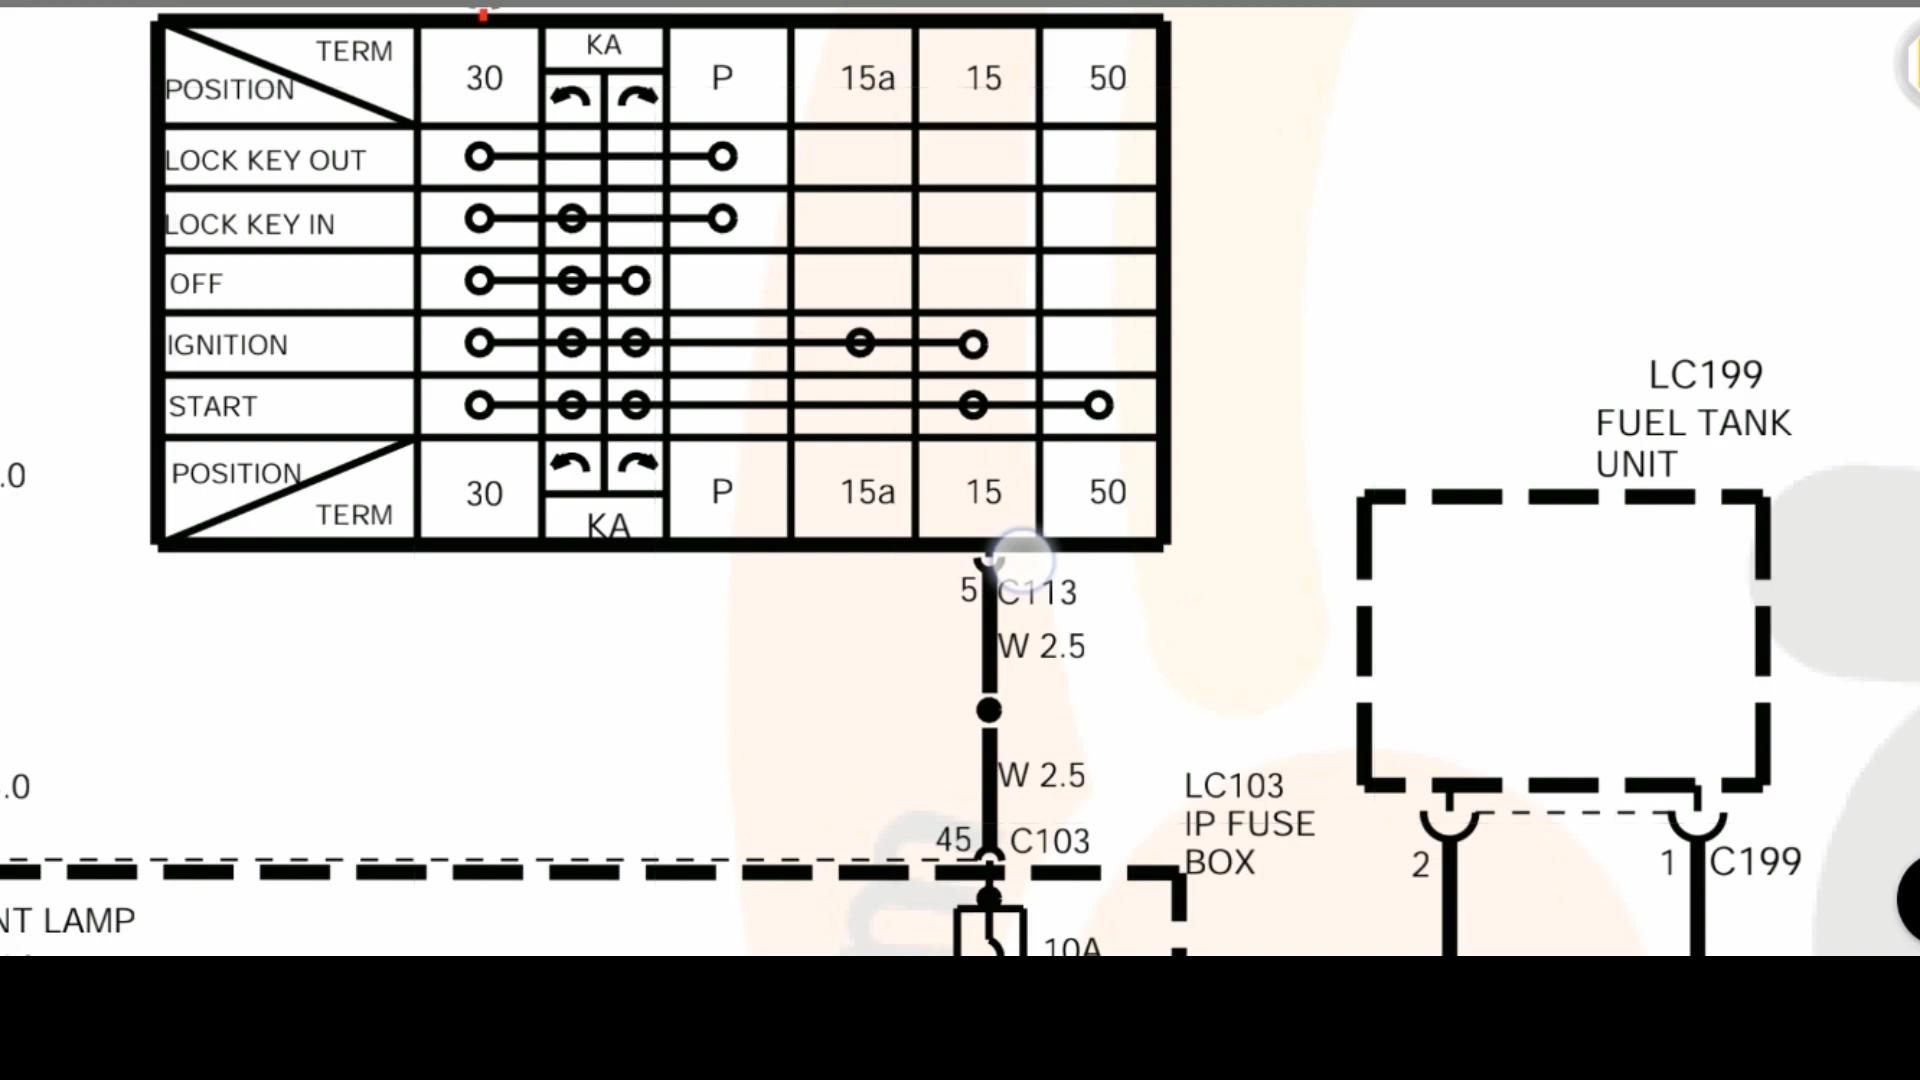 TERM
POSITION
30
KA
P
15a
15
50
LOCK KEY OUT
LOCK KEY IN
OFF
IGNITION
START
POSITION
TERM
30
KA
P
15a
15
50
5 C113
W 2.5
W 2.5
45 C103
LC103
IP FUSE
BOX
10A
LC199
FUEL TANK
UNIT
2
1 C199
.0
.0
NT LAMP